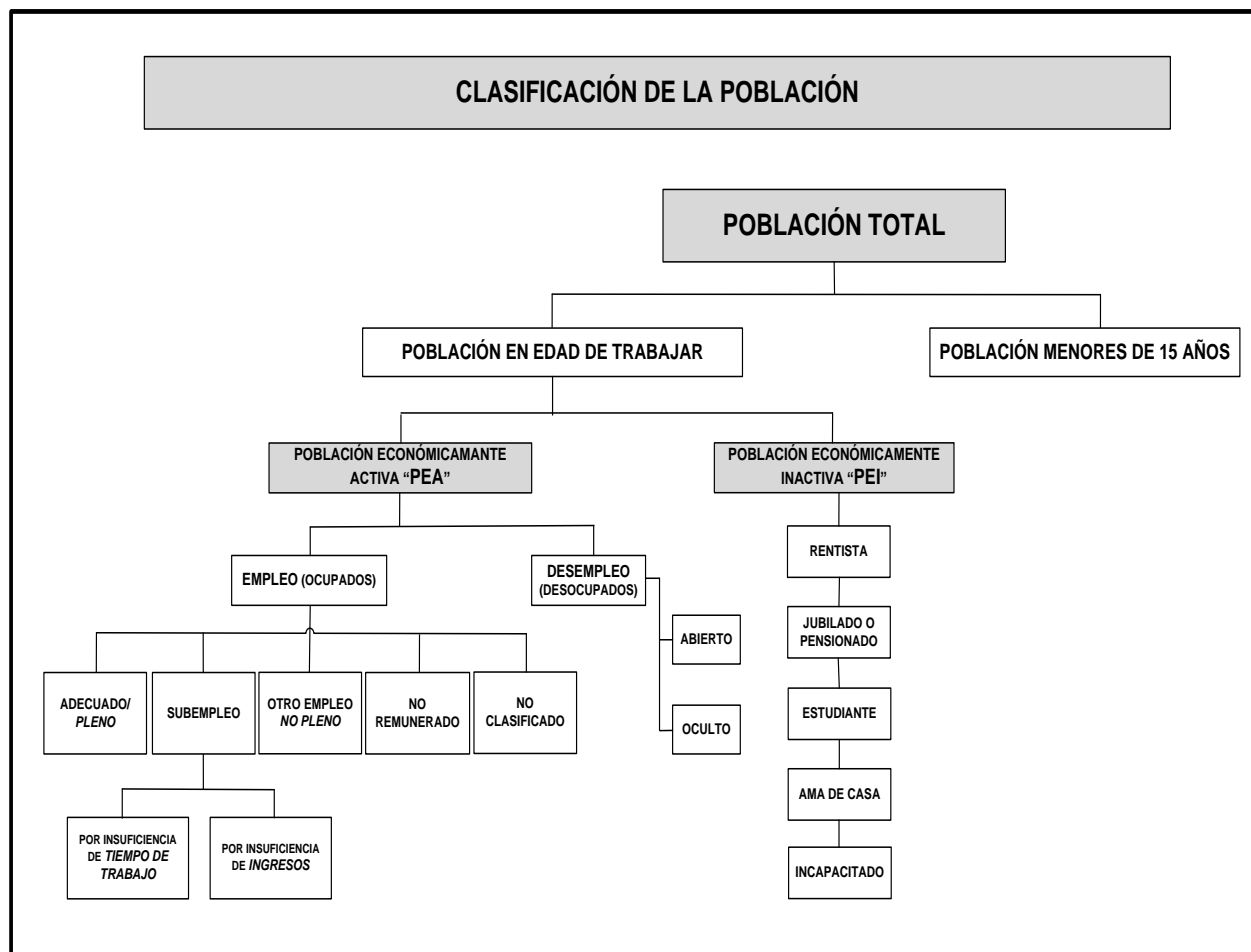 CLASIFICACIÓN DE LA POBLACIÓN
POBLACIÓN TOTAL
POBLACIÓN EN EDAD DE TRABAJAR
POBLACIÓN MENORES DE 15 AÑOS
POBLACIÓN ECONÓMICAMANTE
ACTIVA “PEA”
POBLACIÓN ECONÓMICAMENTE
INACTIVA “PEI”
EMPLEO (OCUPADOS)
DESEMPLEO
(DESOCUPADOS)
ABIERTO
OCULTO
ADECUADO/
PLENO
SUBEMPLEO
OTRO EMPLEO
NO PLENO
NO
REMUNERADO
NO
CLASIFICADO
POR INSUFICIENCIA
DE TIEMPO DE
TRABAJO
POR INSUFICIENCIA
DE INGRESOS
RENTISTA
JUBILADO O
PENSIONADO
ESTUDIANTE
AMA DE CASA
INCAPACITADO